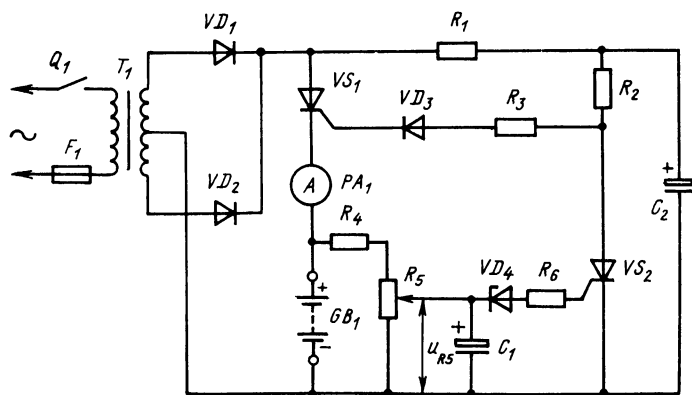 VD1
R1
Q1
T1
VS1
VD3
R3
R2
~
F1
VD2
A
PA1
R4
+
C2
R5
VD4
R6
VS2
+
GB1
-
uR5
+
C1